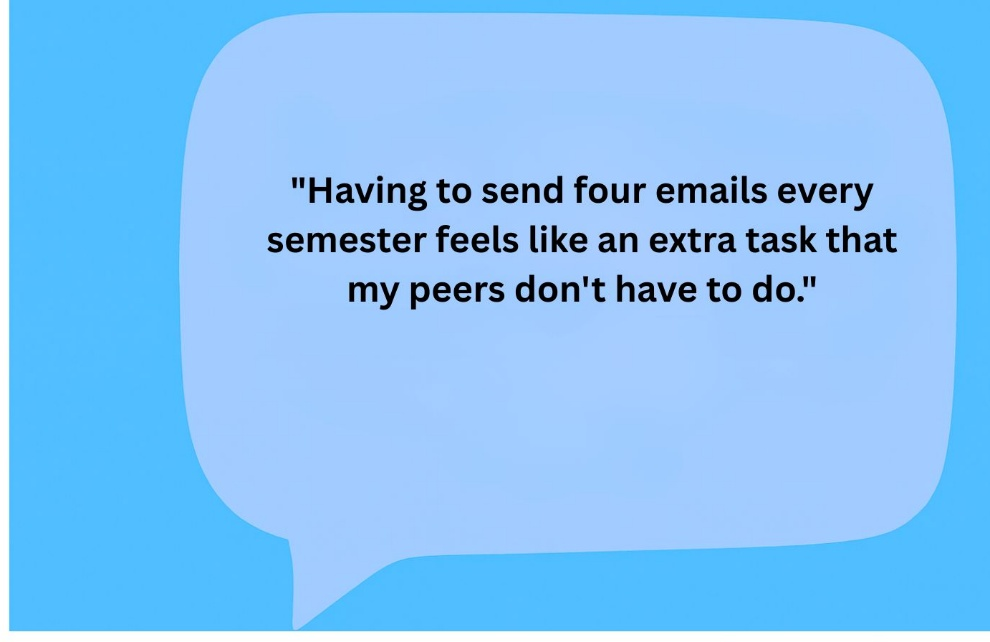 "Having to send four emails every
semester feels like an extra task that
my peers don't have to do."